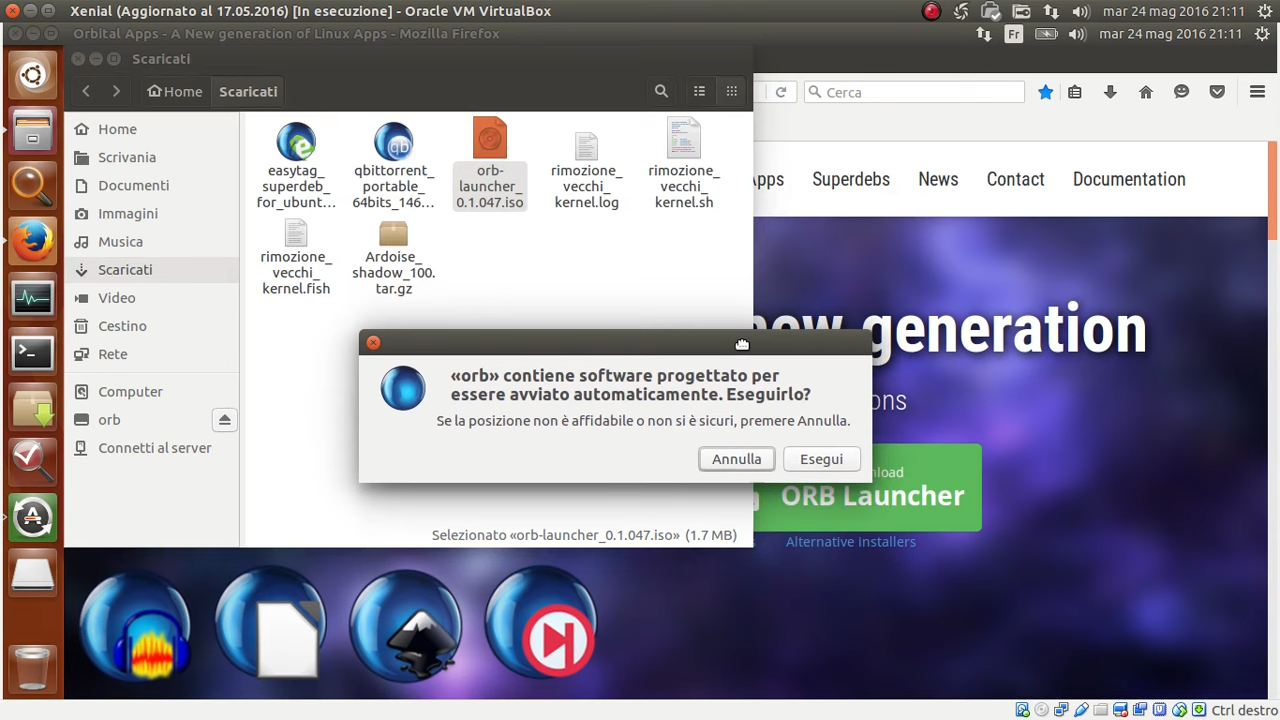 Xenial (Aggiornato al 17.05.2016) [In esecuzione] - Oracle VM VirtualBox
mar 24 mag 2016 21:11
Orbital Apps - A New generation of Linux Apps - Mozilla Firefox
Fr
mar 24 mag 2016 21:11
Scaricati
Home
Scaricati
Cerca
Home
Scrivania
Documenti
Immagini
Musica
Scaricati
Video
Cestino
Rete
Computer
orb
Connetti al server
easytag_
superdeb_
for_ubunt...
qbittorrent_
portable_
64bits_146...
orb-
launcher_
0.1.047.iso
rimozione_
vecchi_
kernel.log
rimozione_
vecchi_
kernel.sh
rimozione_
vecchi_
kernel.fish
Ardoise_
shadow_100.
tar.gz
Apps
Superdebs
News
Contact
Documentation
new generation
ons
«orb» contiene software progettato per
essere avviato automaticamente. Eseguirlo?
Se la posizione non è affidabile o non si è sicuri, premere Annulla.
Annulla
Esegui
nload
ORB Launcher
Alternative installers
Selezionato «orb-launcher_0.1.047.iso» (1.7 MB)
qb
Ctrl destro